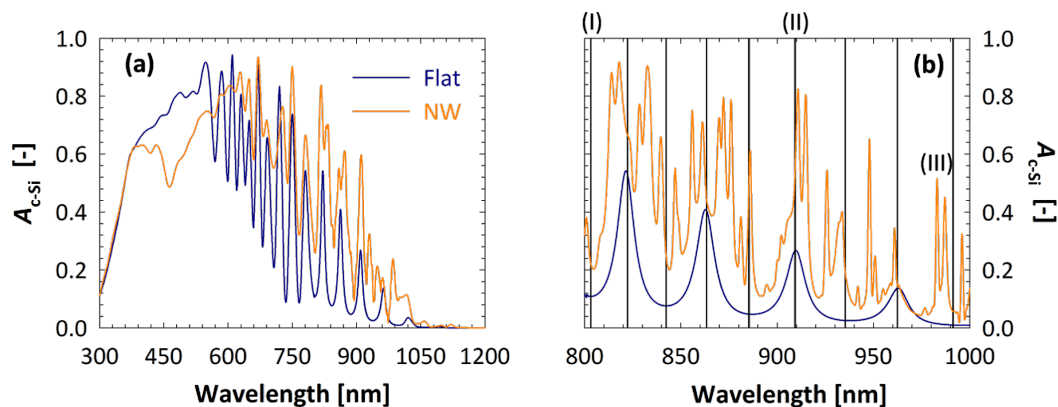 (a)
Flat
NW
A c-Si [-]
1.0
0.8
0.6
0.4
0.2
0.0
300 450 600 750 900 1050 1200
Wavelength [nm]
(I) (II)
(b)
(III)
1.0
0.8
0.6
0.4
0.2
0.0
A c-Si [-]
800 850 900 950 1000
Wavelength [nm]